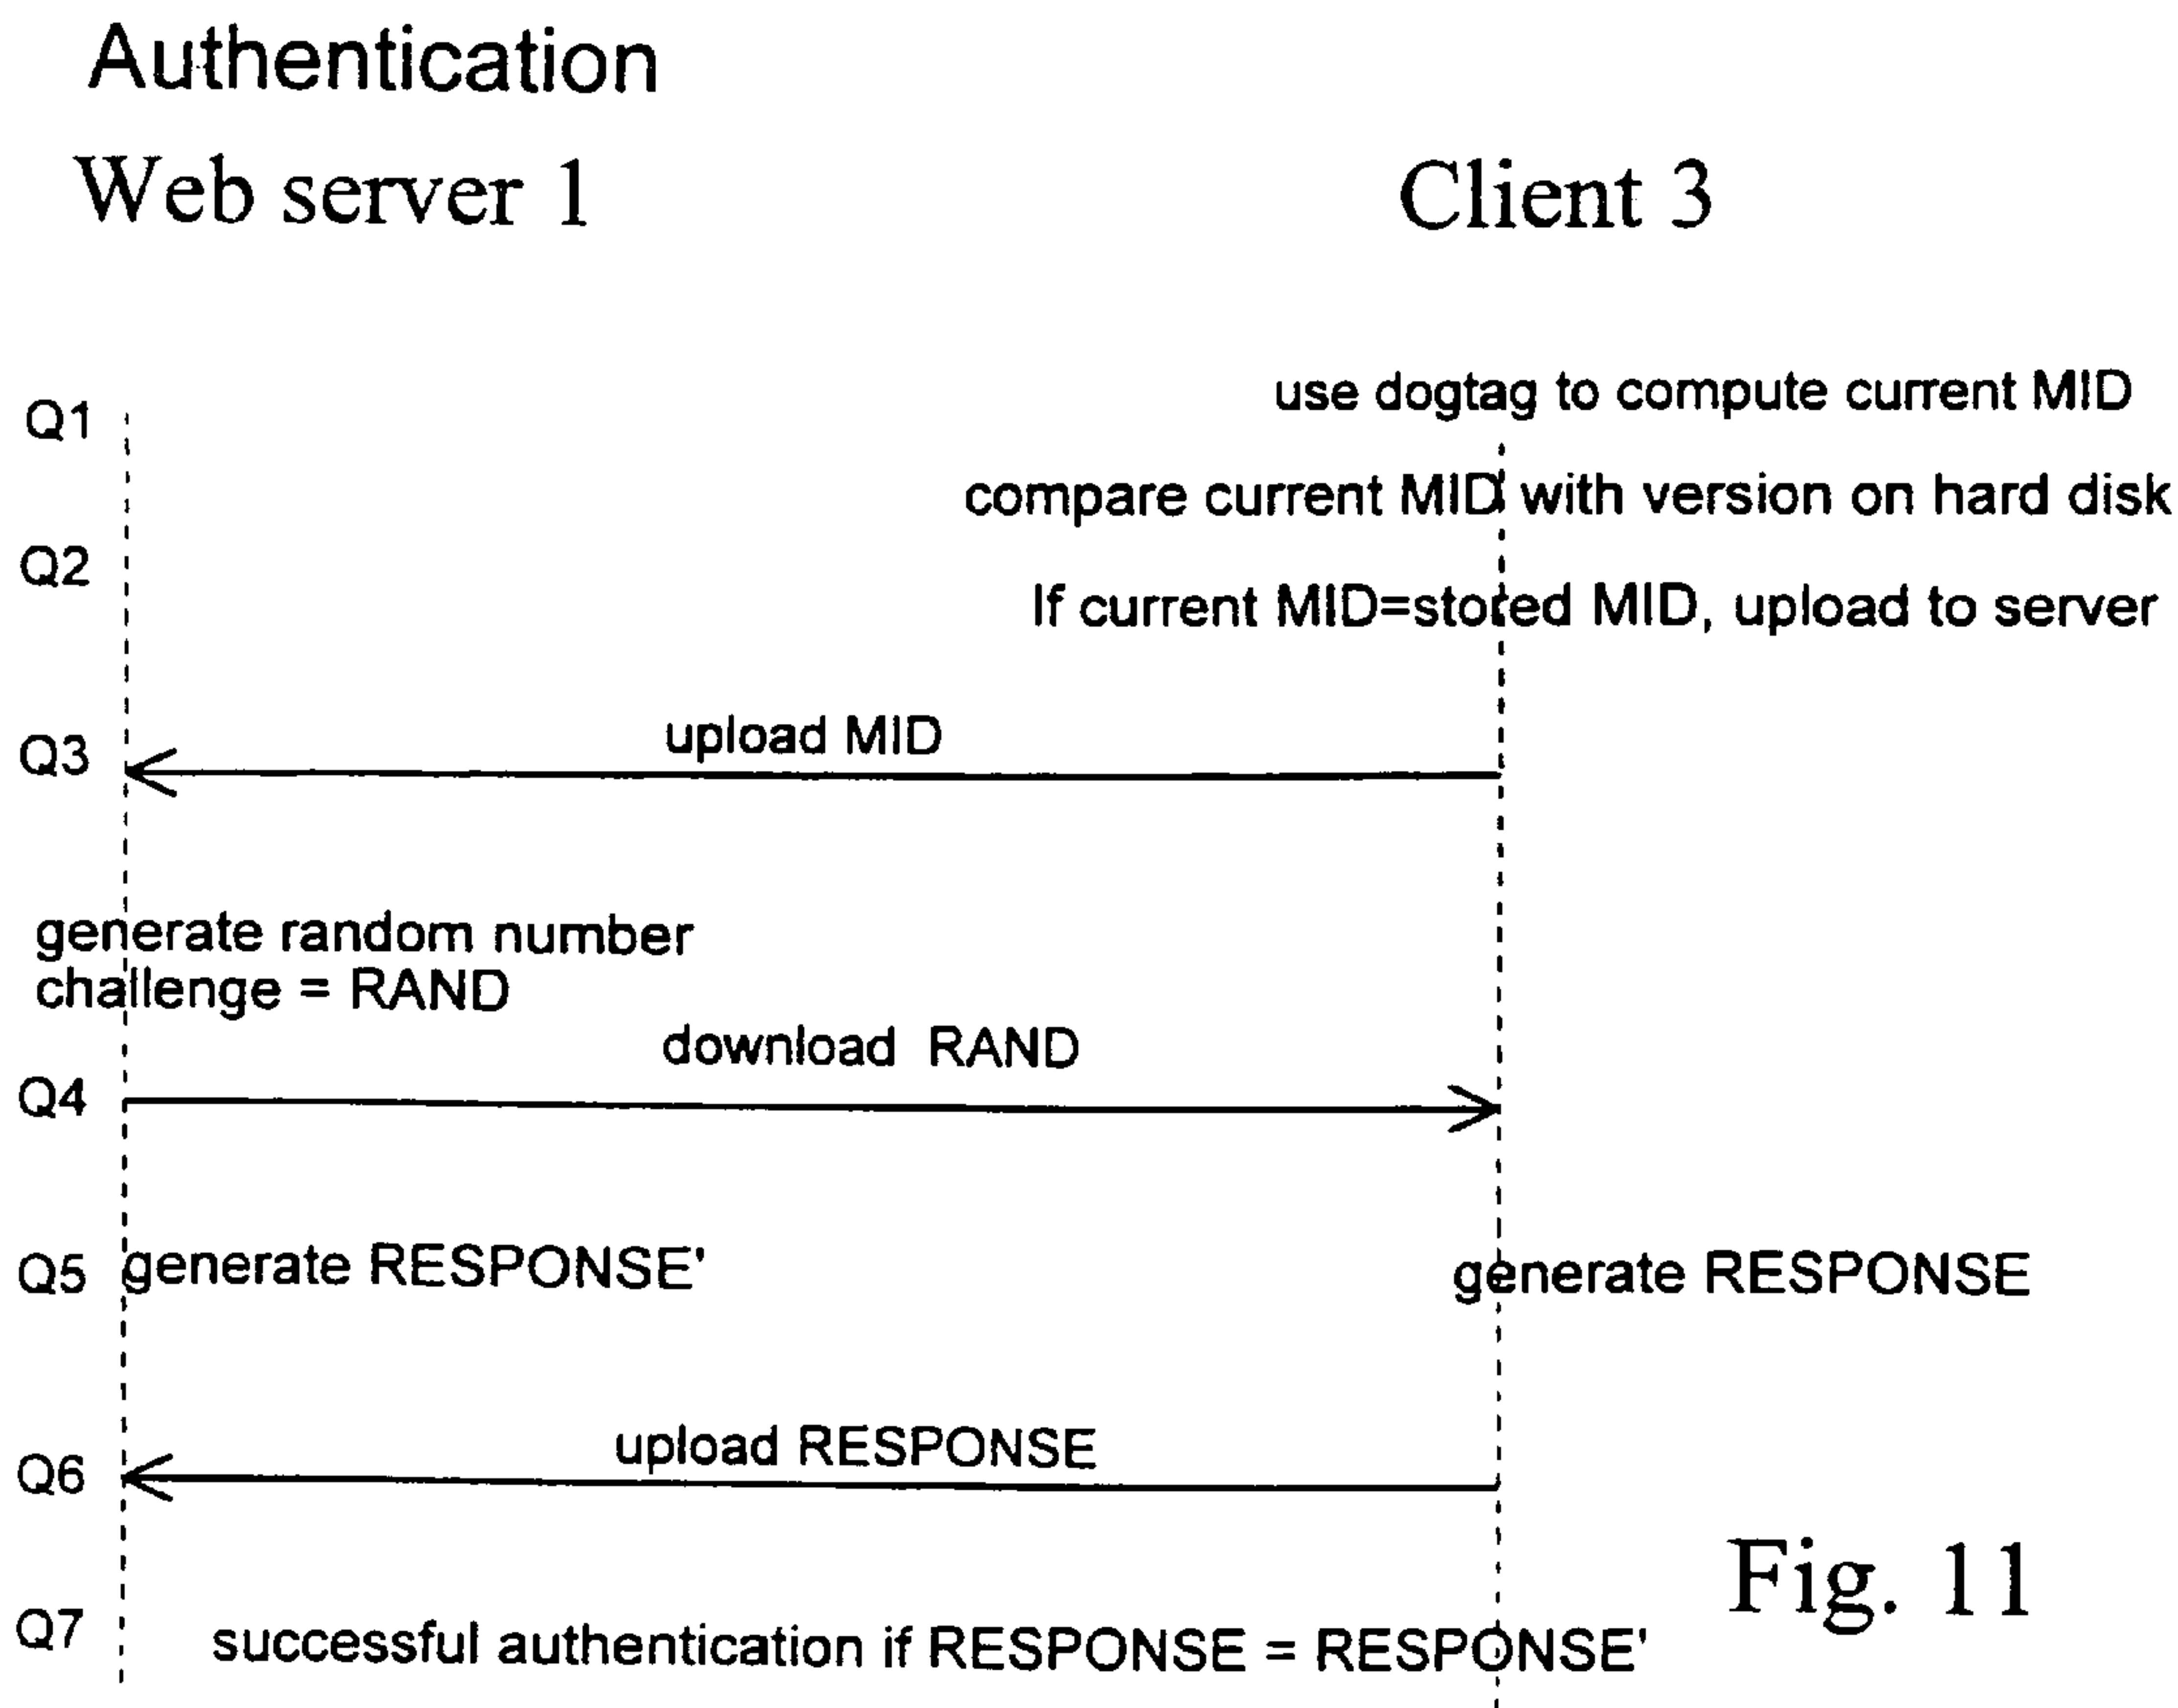 Authentication
Web server 1
Client 3
Q1
use dogtag to compute current MID
compare current MID with version on hard disk
Q2
If current MID=stored MID, upload to server
upload MID
Q3
generate random number
challenge = RAND
download RAND
Q4
Q5
generate RESPONSE'
generate RESPONSE
upload RESPONSE
Q6
Fig. 11
Q7
successful authentication if RESPONSE = RESPONSE'